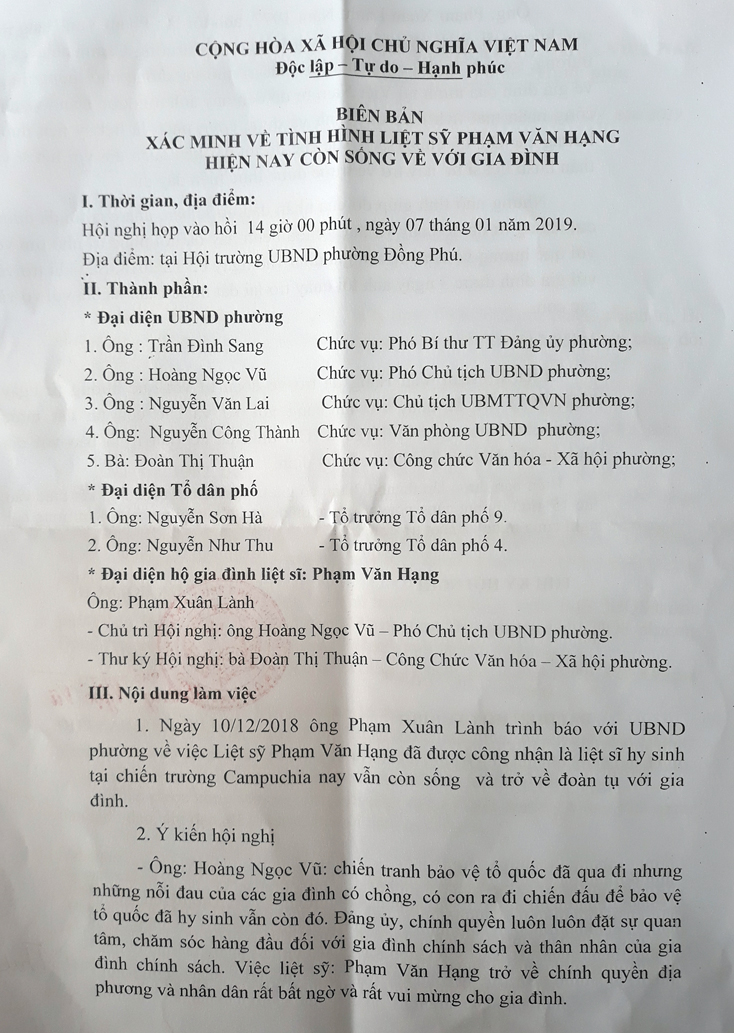 CỘNG HÒA XÃ HỘI CHỦ NGHĨA VIỆT NAM
Độc lập – Tự do – Hạnh phúc
BIÊN BẢN
XÁC MINH VỀ TÌNH HÌNH LIỆT SỸ PHẠM VĂN HẠNG
HIỆN NAY CÒN SỐNG VỀ VỚI GIA ĐÌNH
I. Thời gian, địa điểm:
Hội nghị họp vào hồi 14 giờ 00 phút , ngày 07 tháng 01 năm 2019.
Địa điểm: tại Hội trường UBND phường Đồng Phú.
II. Thành phần:
* Đại diện UBND phường
1. Ông : Trần Đình Sang Chức vụ: Phó Bí thư TT Đảng ủy phường;
2. Ông : Hoàng Ngọc Vũ Chức vụ: Phó Chủ tịch UBND phường;
3. Ông : Nguyễn Văn Lai Chức vụ: Chủ tịch UBMTTQVN phường;
4. Ông: Nguyễn Công Thành Chức vụ: Văn phòng UBND phường;
5. Bà: Đoàn Thị Thuận Chức vụ: Công chức Văn hóa - Xã hội phường;
* Đại diện Tổ dân phố
1. Ông: Nguyễn Sơn Hà - Tổ trưởng Tổ dân phố 9.
2. Ông: Nguyễn Như Thu - Tổ trưởng Tổ dân phố 4.
* Đại diện hộ gia đình liệt sĩ: Phạm Văn Hạng
Ông: Phạm Xuân Lành
- Chủ trì Hội nghị: ông Hoàng Ngọc Vũ – Phó Chủ tịch UBND phường.
- Thư ký Hội nghị: bà Đoàn Thị Thuận – Công Chức Văn hóa – Xã hội phường.
III. Nội dung làm việc
1. Ngày 10/12/2018 ông Phạm Xuân Lành trình báo với UBND
phường về việc Liệt sỹ Phạm Văn Hạng đã được công nhận là liệt sĩ hy sinh
tại chiến trường Campuchia nay vẫn còn sống và trở về đoàn tụ với gia
đình.
2. Ý kiến hội nghị
- Ông: Hoàng Ngọc Vũ: chiến tranh bảo vệ tổ quốc đã qua đi nhưng
những nỗi đau của các gia đình có chồng, có con ra đi chiến đấu để bảo vệ
tổ quốc đã hy sinh vẫn còn đó. Đảng ủy, chính quyền luôn luôn đặt sự quan
tâm, chăm sóc hàng đầu đối với gia đình chính sách và thân nhân của gia
đình chính sách. Việc liệt sỹ: Phạm Văn Hạng trở về chính quyền địa
phương và nhân dân rất bất ngờ và rất vui mừng cho gia đình.